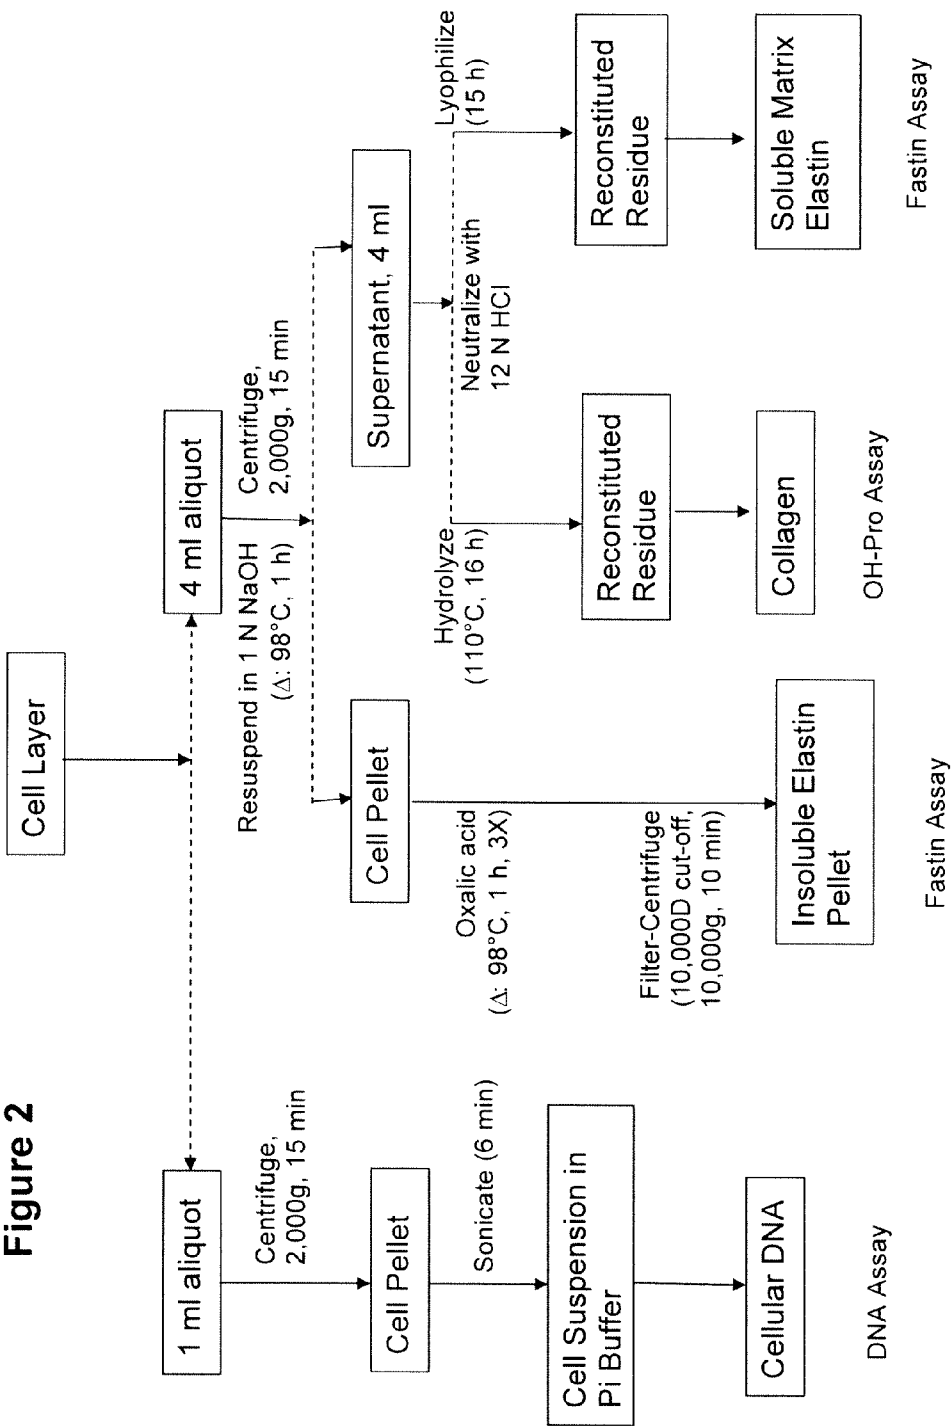 Figure 2
Cell Layer
1 ml aliquot
4 ml aliquot
Centrifuge,
2,000g, 15 min
Resuspend in 1 N NaOH
(Δ: 98°C, 1 h)
Centrifuge,
2,000g, 15 min
Cell Pellet
Cell Pellet
Supernatant, 4 ml
Sonicate (6 min)
Oxalic acid
(Δ: 98°C, 1 h, 3X)
Hydrolyze
(110°C, 16 h)
Neutralize with
12 N HCl
Lyophilize
(15 h)
Cell Suspension in
Pi Buffer
Filter-Centrifuge
(10,000D cut-off,
10,000g, 10 min)
Reconstituted
Residue
Reconstituted
Residue
Cellular DNA
Insoluble Elastin
Pellet
Collagen
Soluble Matrix
Elastin
DNA Assay
Fastin Assay
OH-Pro Assay
Fastin Assay